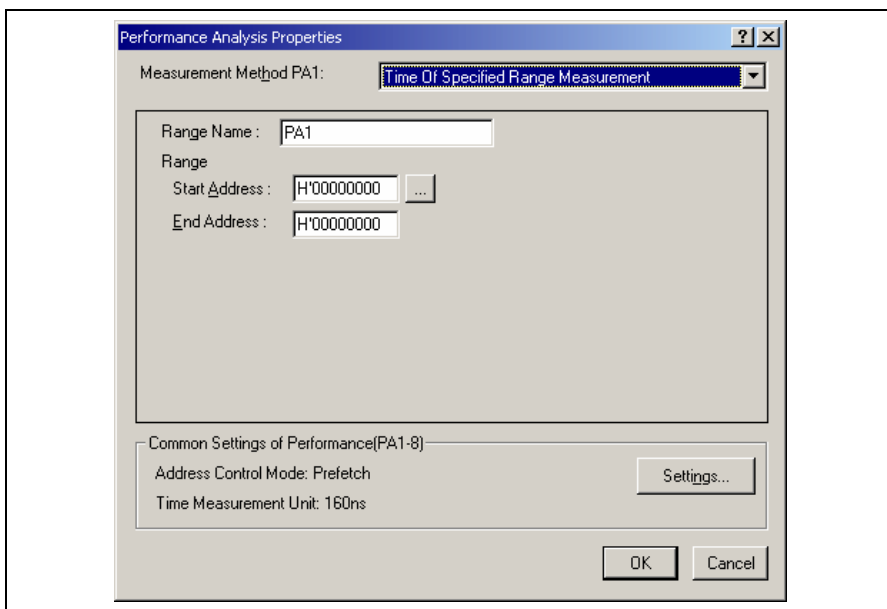 Performance Analysis Properties
Measurement Method PA1: Time Of Specified Range Measurement
Range Name : PA1
Range
Start Address : H'00000000 ...
End Address : H'00000000
Common Settings of Performance(PA1-8)
Address Control Mode: Prefetch
Settings...
Time Measurement Unit: 160ns
OK Cancel